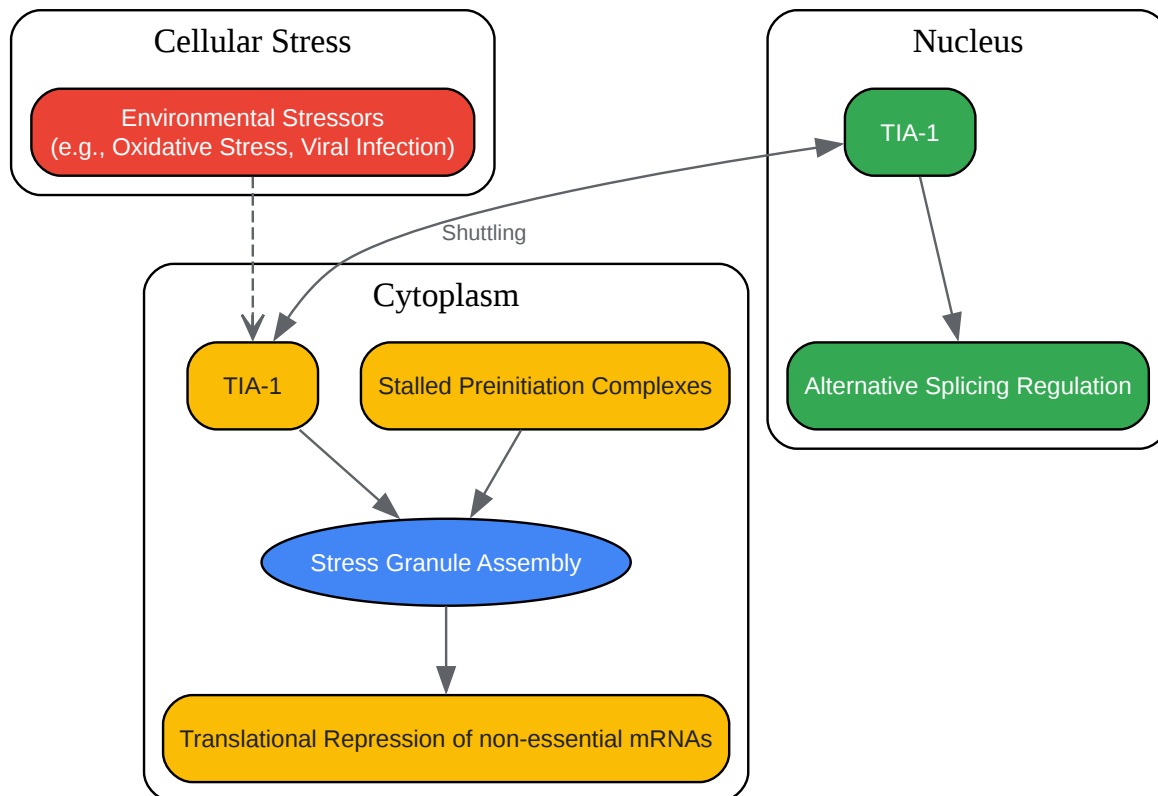 Cellular Stress
Environmental Stressors
(e.g., Oxidative Stress, Viral Infection)
Nucleus
TIA-1
Shuttling
Cytoplasm
TIA-1
Stalled Preinitiation Complexes
Alternative Splicing Regulation
Stress Granule Assembly
Translational Repression of non-essential mRNAs